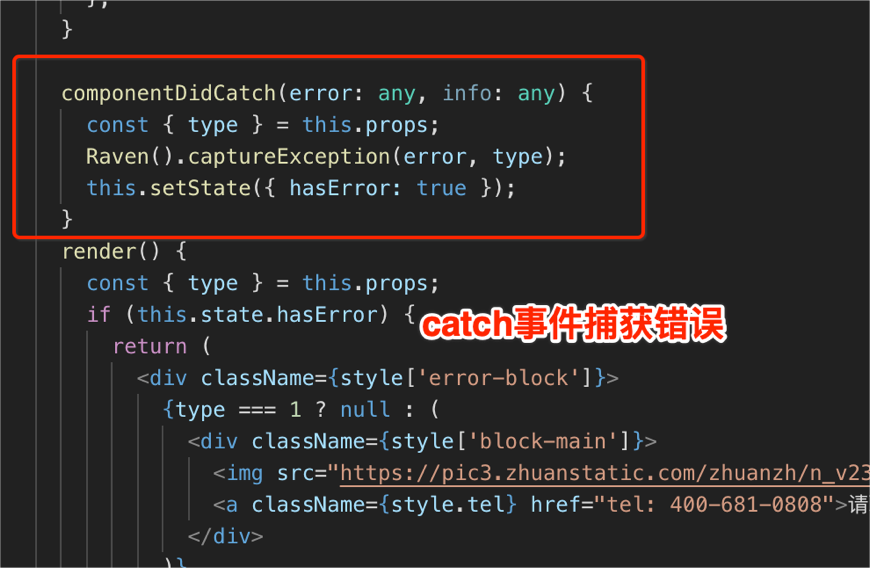 };
}
componentDidCatch(error: any, info: any) {
const { type } = this.props;
Raven().captureException(error, type);
this.setState({ hasError: true });
}
render() {
const { type } = this.props;
if (this.state.hasError) {
catch事件捕获错误
return (
<div className={style['error-block']}>
{type === 1 ? null : (
<div className={style['block-main']}>
<img src="https://pic3.zhuanstatic.com/zhuanzh/n_v23
<a className={style.tel} href="tel: 400-681-0808">请
</div>
)}